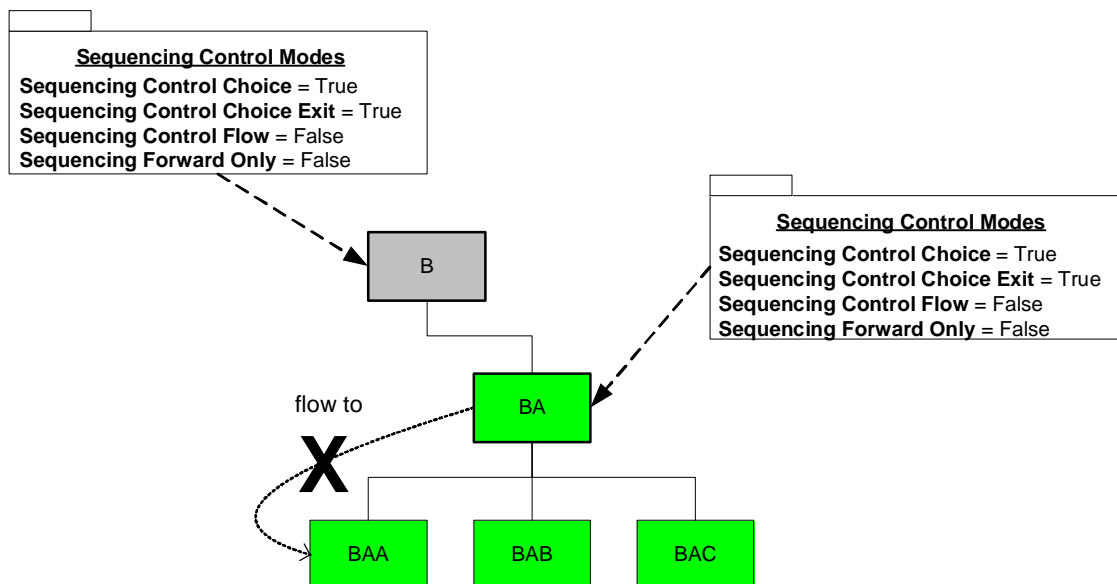 Sequencing Control Modes
Sequencing Control Choice = True
Sequencing Control Choice Exit = True
Sequencing Control Flow = False
Sequencing Forward Only = False
Sequencing Control Modes
Sequencing Control Choice = True
Sequencing Control Choice Exit = True
Sequencing Control Flow = False
Sequencing Forward Only = False
B
BA
flow to
X
BAA
BAB
BAC